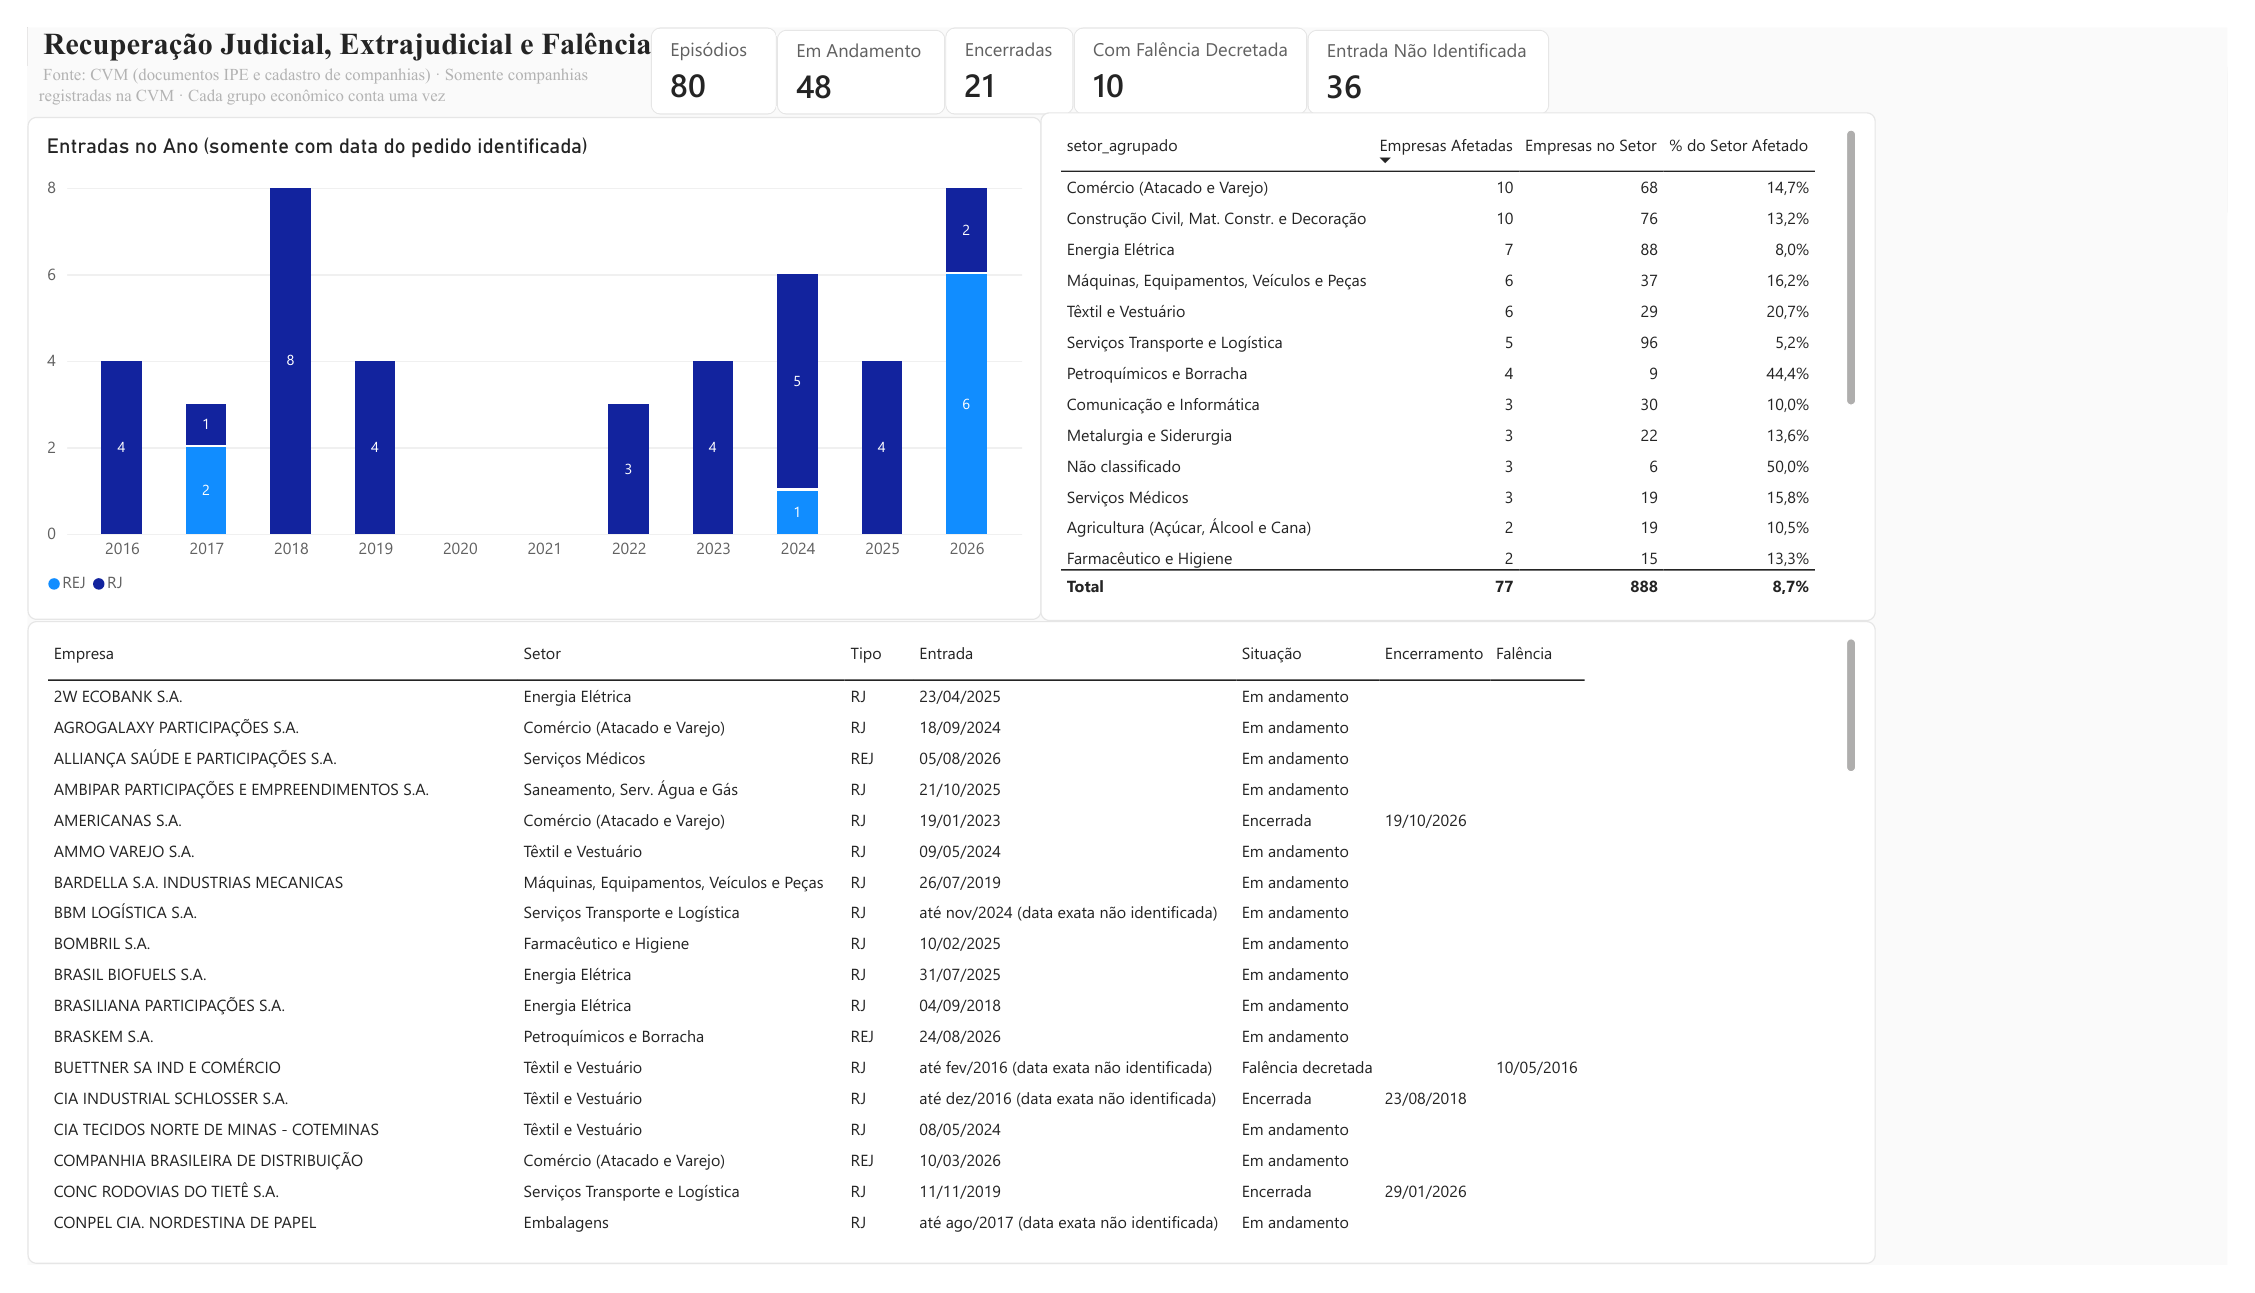 Recuperação Judicial, Extrajudicial e Falência
Fonte: CVM (documentos IPE e cadastro de companhias) · Somente companhias
registradas na CVM · Cada grupo econômico conta uma vez
Episódios
80
Em Andamento
48
Encerradas
21
Com Falência Decretada
10
Entrada Não Identificada
36
Entradas no Ano (somente com data do pedido identificada)
8
6
4
2
0
4
2
1
8
4
3
4
1
5
4
6
2
2016 2017 2018 2019 2020 2021 2022 2023 2024 2025 2026
REJ RJ
setor_agrupado Empresas Afetadas Empresas no Setor % do Setor Afetado
Comércio (Atacado e Varejo) 10 68 14,7%
Construção Civil, Mat. Constr. e Decoração 10 76 13,2%
Energia Elétrica 7 88 8,0%
Máquinas, Equipamentos, Veículos e Peças 6 37 16,2%
Têxtil e Vestuário 6 29 20,7%
Serviços Transporte e Logística 5 96 5,2%
Petroquímicos e Borracha 4 9 44,4%
Comunicação e Informática 3 30 10,0%
Metalurgia e Siderurgia 3 22 13,6%
Não classificado 3 6 50,0%
Serviços Médicos 3 19 15,8%
Agricultura (Açúcar, Álcool e Cana) 2 19 10,5%
Farmacêutico e Higiene 2 15 13,3%
Total 77 888 8,7%
Empresa Setor Tipo Entrada Situação Encerramento Falência
2W ECOBANK S.A. Energia Elétrica RJ 23/04/2025 Em andamento
AGROGALAXY PARTICIPAÇÕES S.A. Comércio (Atacado e Varejo) RJ 18/09/2024 Em andamento
ALLIANÇA SAÚDE E PARTICIPAÇÕES S.A. Serviços Médicos REJ 05/08/2026 Em andamento
AMBIPAR PARTICIPAÇÕES E EMPREENDIMENTOS S.A. Saneamento, Serv. Água e Gás RJ 21/10/2025 Em andamento
AMERICANAS S.A. Comércio (Atacado e Varejo) RJ 19/01/2023 Encerrada 19/10/2026
AMMO VAREJO S.A. Têxtil e Vestuário RJ 09/05/2024 Em andamento
BARDELLA S.A. INDUSTRIAS MECANICAS Máquinas, Equipamentos, Veículos e Peças RJ 26/07/2019 Em andamento
BBM LOGÍSTICA S.A. Serviços Transporte e Logística RJ até nov/2024 (data exata não identificada) Em andamento
BOMBRIL S.A. Farmacêutico e Higiene RJ 10/02/2025 Em andamento
BRASIL BIOFUELS S.A. Energia Elétrica RJ 31/07/2025 Em andamento
BRASILIANA PARTICIPAÇÕES S.A. Energia Elétrica RJ 04/09/2018 Em andamento
BRASKEM S.A. Petroquímicos e Borracha REJ 24/08/2026 Em andamento
BUETTNER SA IND E COMÉRCIO Têxtil e Vestuário RJ até fev/2016 (data exata não identificada) Falência decretada 10/05/2016
CIA INDUSTRIAL SCHLOSSER S.A. Têxtil e Vestuário RJ até dez/2016 (data exata não identificada) Encerrada 23/08/2018
CIA TECIDOS NORTE DE MINAS - COTEMINAS Têxtil e Vestuário RJ 08/05/2024 Em andamento
COMPANHIA BRASILEIRA DE DISTRIBUIÇÃO Comércio (Atacado e Varejo) REJ 10/03/2026 Em andamento
CONC RODOVIAS DO TIETÊ S.A. Serviços Transporte e Logística RJ 11/11/2019 Encerrada 29/01/2026
CONPEL CIA. NORDESTINA DE PAPEL Embalagens RJ até ago/2017 (data exata não identificada) Em andamento